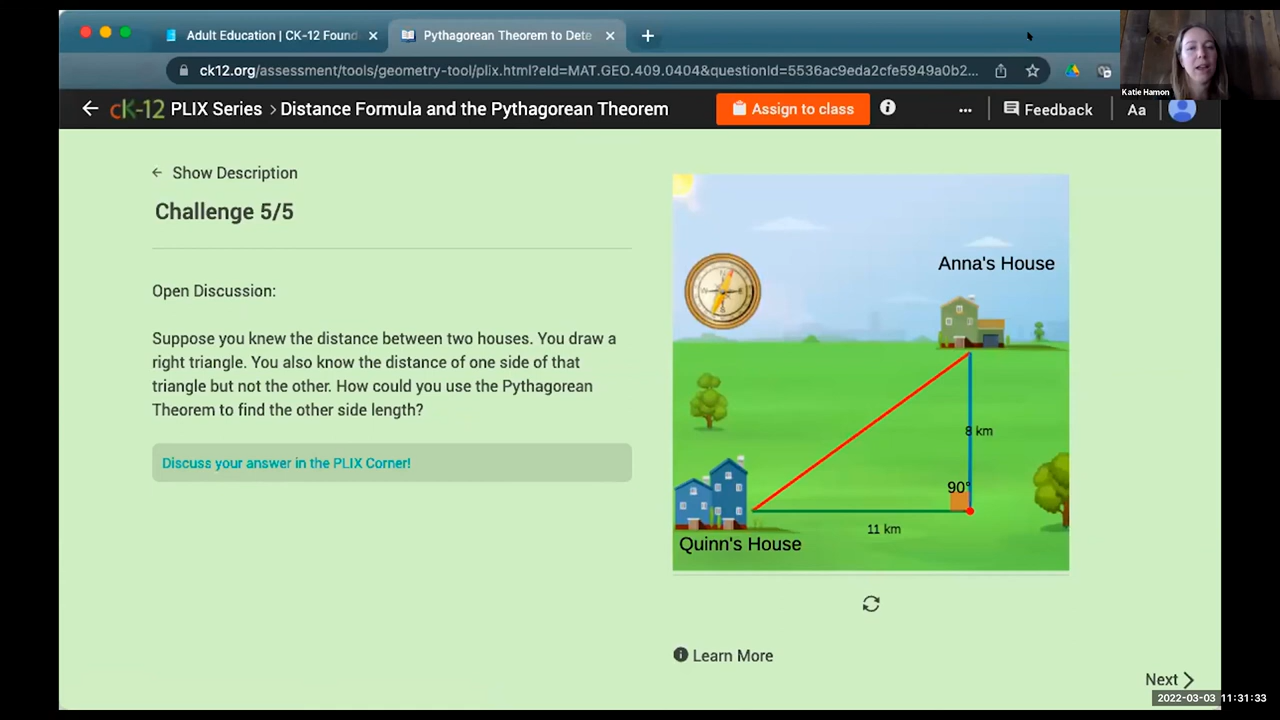 Adult Education | CK-12 Found
Pythagorean Theorem to Dete
ck12.org/assessment/tools/geometry-tool/plix.html?eId=MAT.GEO.409.0404&questionId=5536ac9eda2cfe5949a0b2...
Katie Hamon
cK-12 PLIX Series > Distance Formula and the Pythagorean Theorem
Assign to class
Feedback
Aa
Show Description
Challenge 5/5
Open Discussion:
Suppose you knew the distance between two houses. You draw a
right triangle. You also know the distance of one side of that
triangle but not the other. How could you use the Pythagorean
Theorem to find the other side length?
Discuss your answer in the PLIX Corner!
Anna's House
N
W
E
S
8 km
90°
11 km
Quinn's House
Learn More
Next
2022-03-03 11:31:33